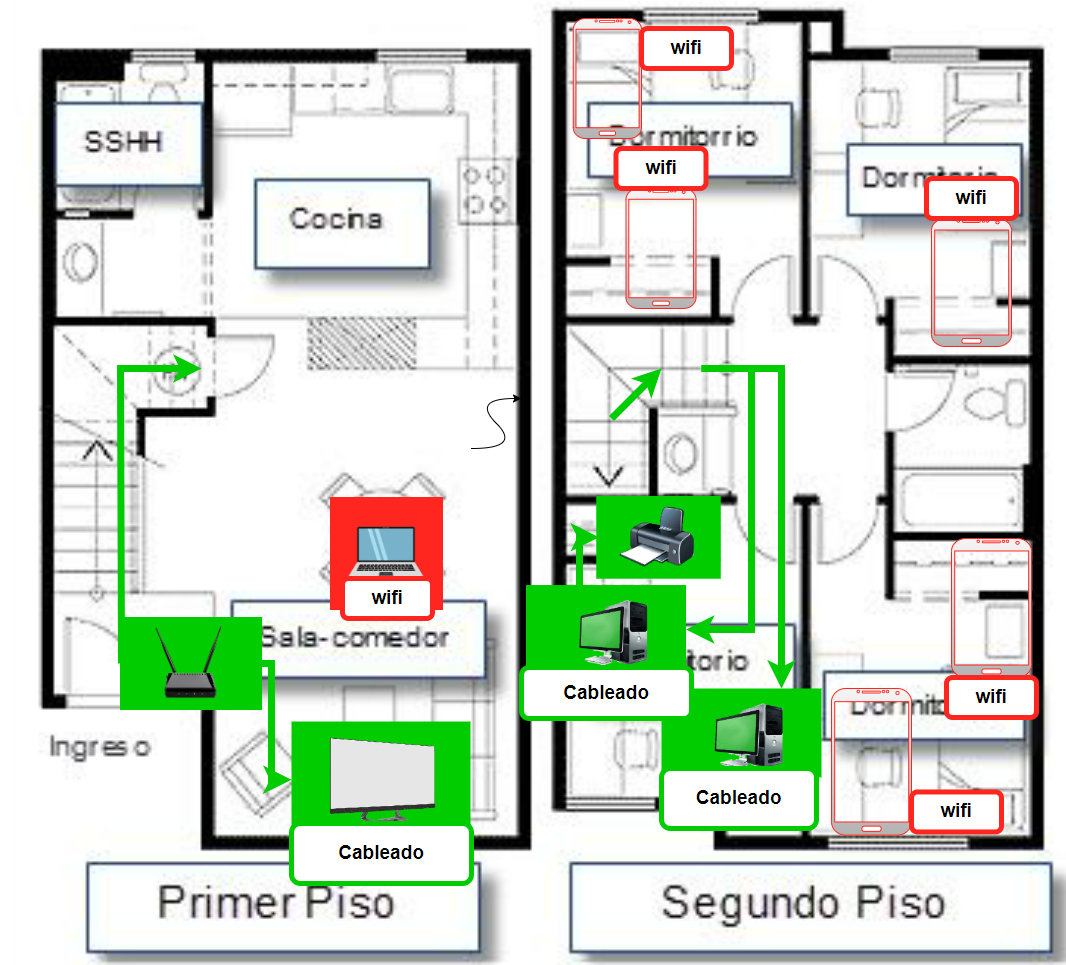 SSHH
Cocina
wifi
Sala-comedor
Ingreso
Cableado
Primer Piso
wifi
Dormitorrio
wifi
wifi
Cableado
Cableado
wifi
wifi
Segundo Piso